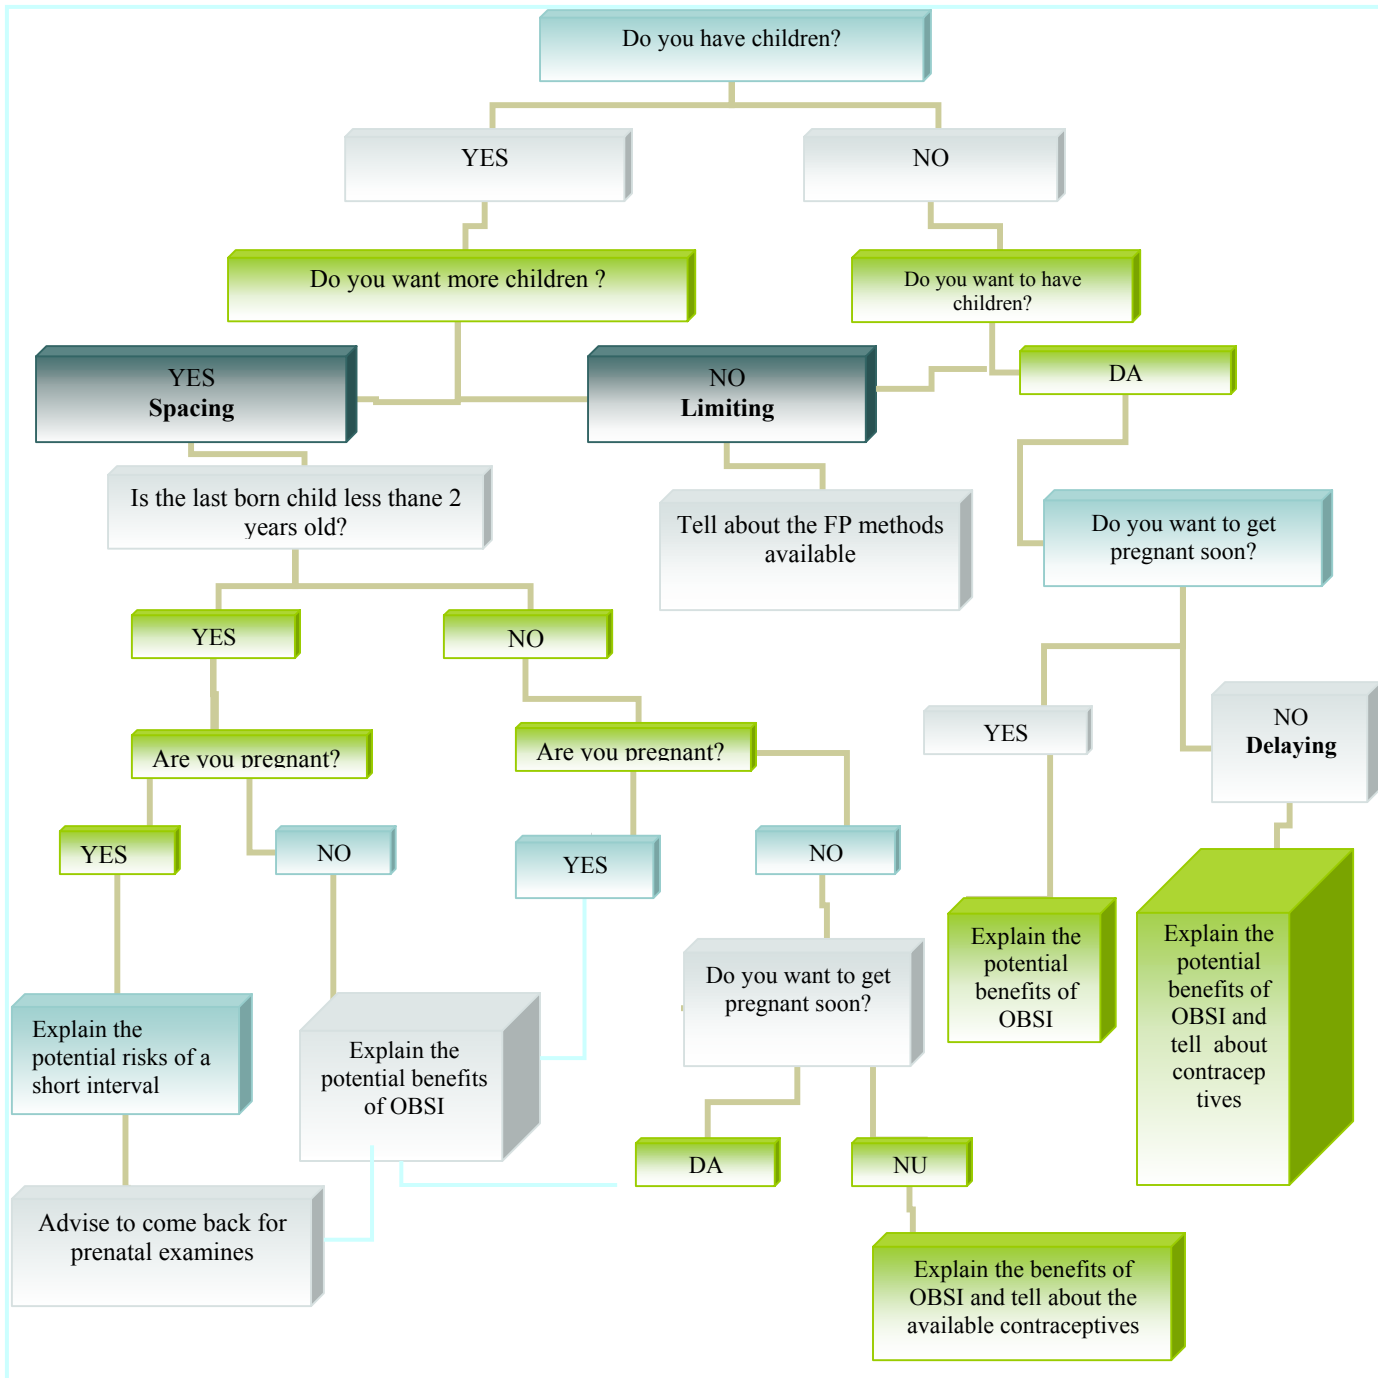 Do you have children?
YES
NO
Do you want more children ?
Do you want to have
children?
YES
Spacing
NO
Limiting
DA
Is the last born child less thane 2
years old?
Tell about the FP methods
available
Do you want to get
pregnant soon?
YES
NO
YES
NO
Delaying
Are you pregnant?
Are you pregnant?
YES
NO
YES
NO
Explain the
potential risks of a
short interval
Explain the
potential benefits
of OBSI
Do you want to get
pregnant soon?
Explain the
potential
benefits of
OBSI
Explain the
potential
benefits of
OBSI and
tell about
contracep
tives
DA
NU
Advise to come back for
prenatal examines
Explain the benefits of
OBSI and tell about the
available contraceptives